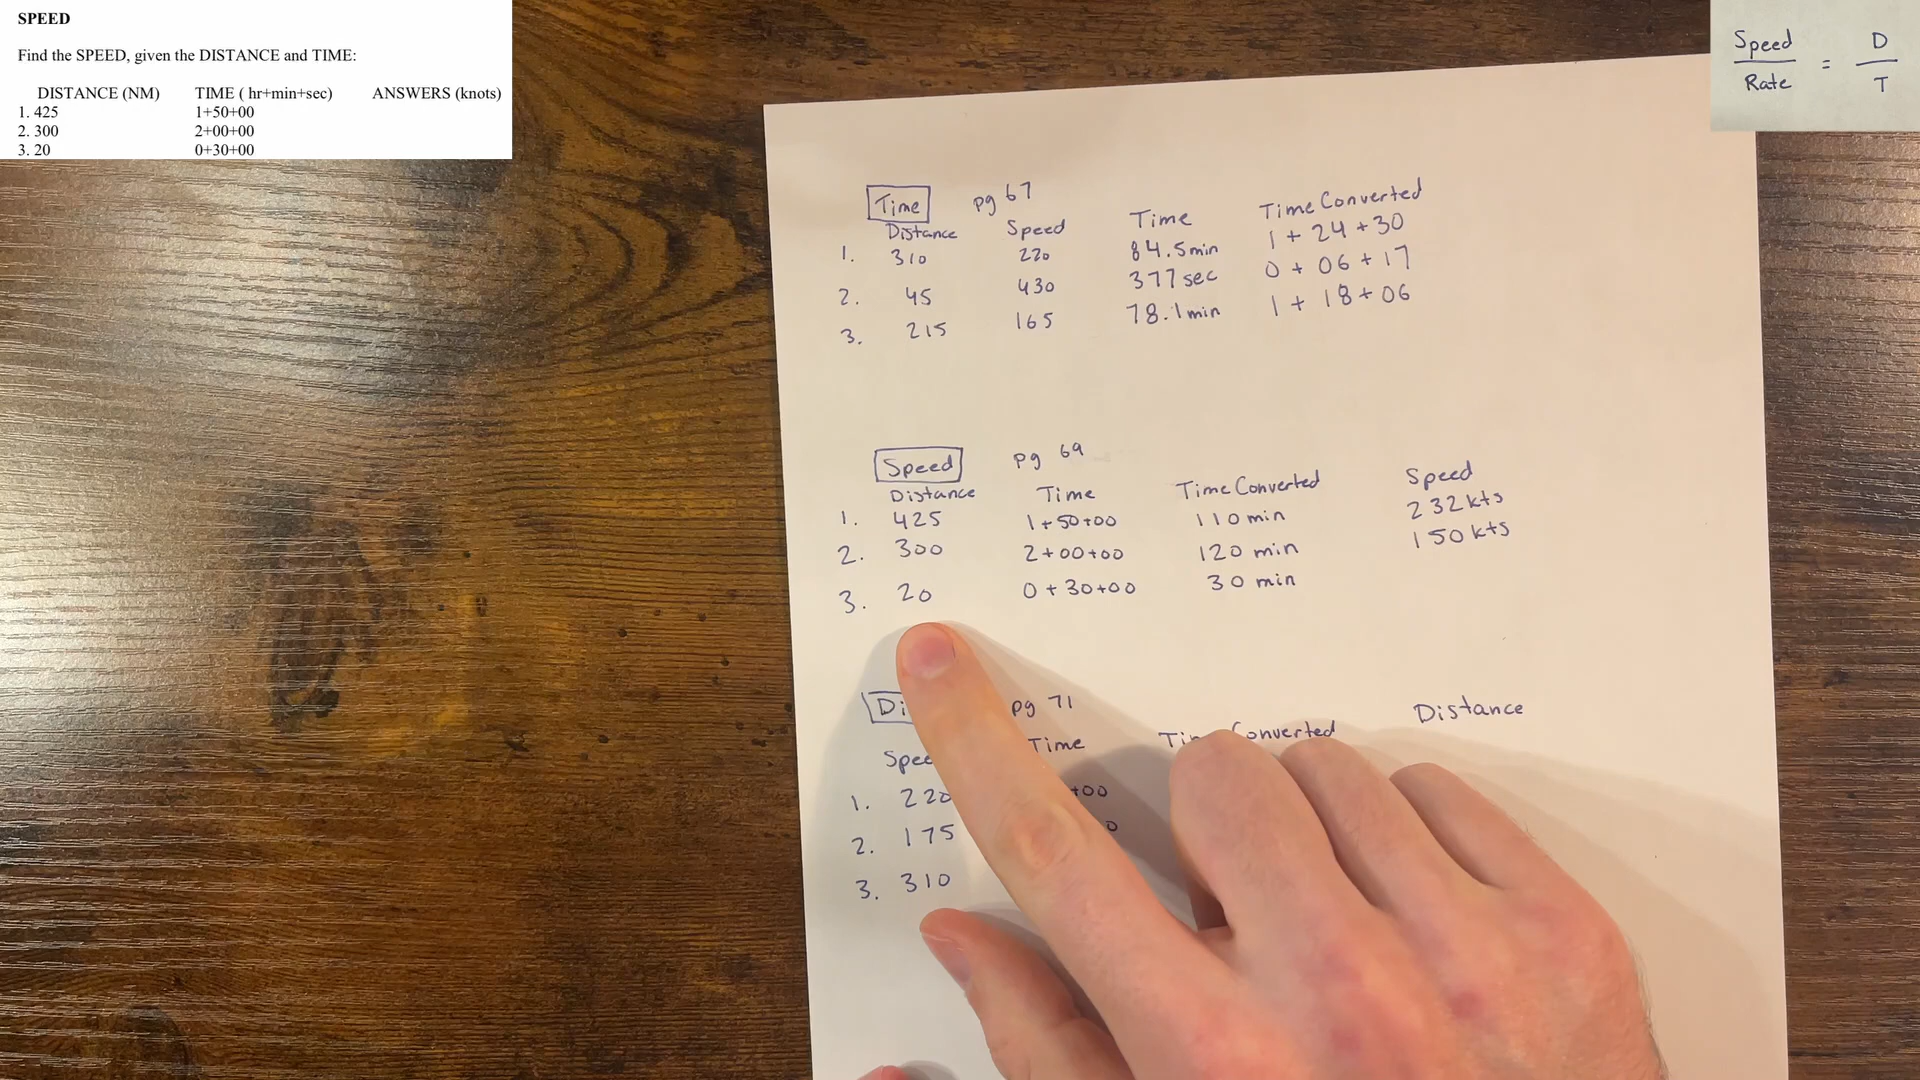 SPEED
Find the SPEED, given the DISTANCE and TIME:
DISTANCE (NM) TIME ( hr+min+sec) ANSWERS (knots)
1. 425 1+50+00
2. 300 2+00+00
3. 20 0+30+00
Speed D
Rate = T
Time pg 67
Distance Speed Time Time Converted
1. 310 220 84.5min 1 + 24 + 30
2. 45 430 377sec 0 + 06 + 17
3. 215 165 78.1min 1 + 18 + 06
Speed pg 69
Distance Time Time Converted Speed
1. 425 1+50+00 110min 232kts
2. 300 2+00+00 120 min 150kts
3. 20 0+30+00 30 min
pg 71
Time Converted Distance
1. 220 +00
2. 175
3. 310